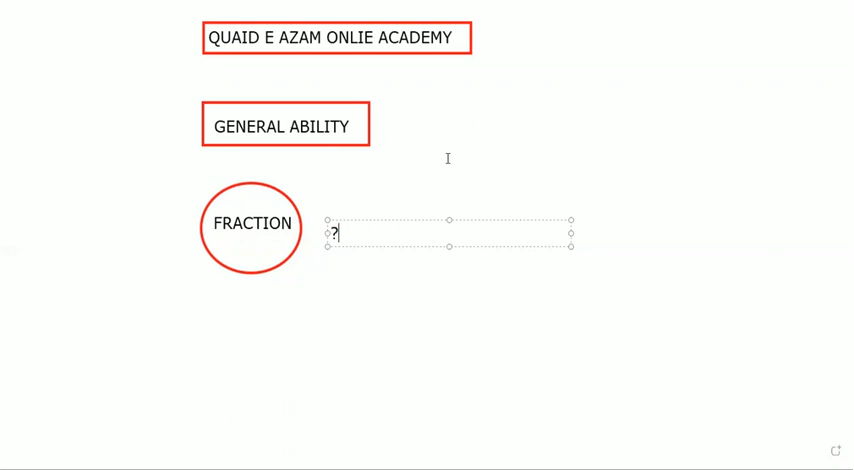 QUAID E AZAM ONLIE ACADEMY
GENERAL ABILITY
FRACTION
?